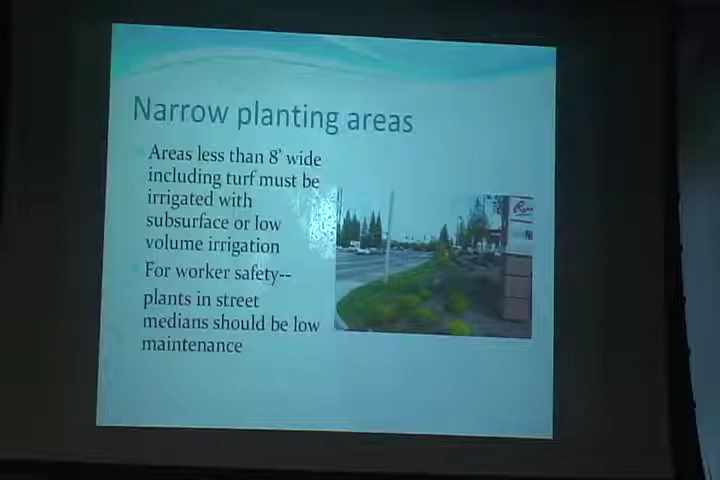 Narrow planting areas
Areas less than 8' wide
including turf must be
irrigated with
subsurface or low
volume irrigation
For worker safety--
plants in street
medians should be low
maintenance